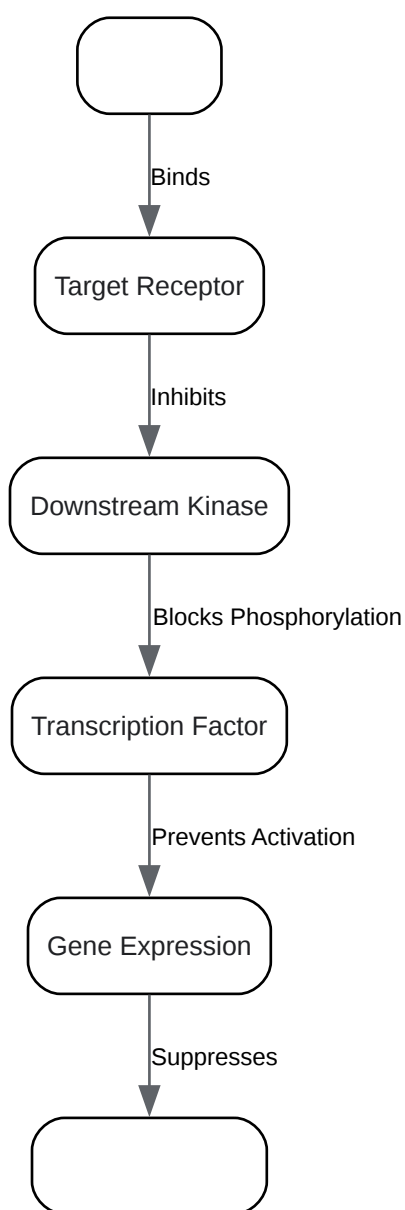 Binds
Target Receptor
Inhibits
Downstream Kinase
Blocks Phosphorylation
Transcription Factor
Prevents Activation
Gene Expression
Suppresses